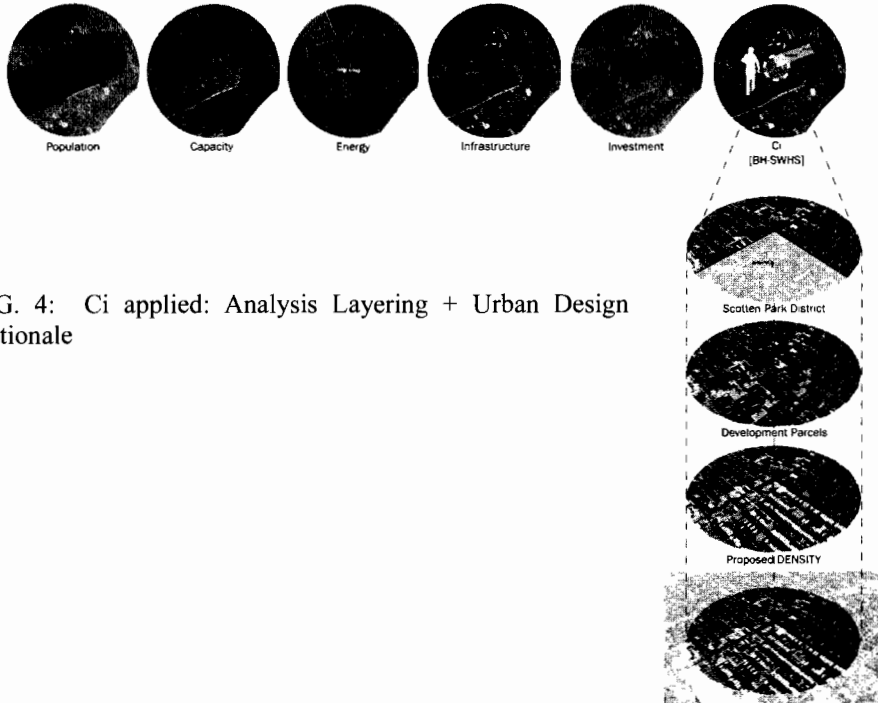 Population
Capacity
Energy
Infrastructure
Investment
Ci
[BH-SWHS]
Scotten Park District
G. 4: Ci applied: Analysis Layering + Urban Design
tionale
Development Parcels
Proposed DENSITY